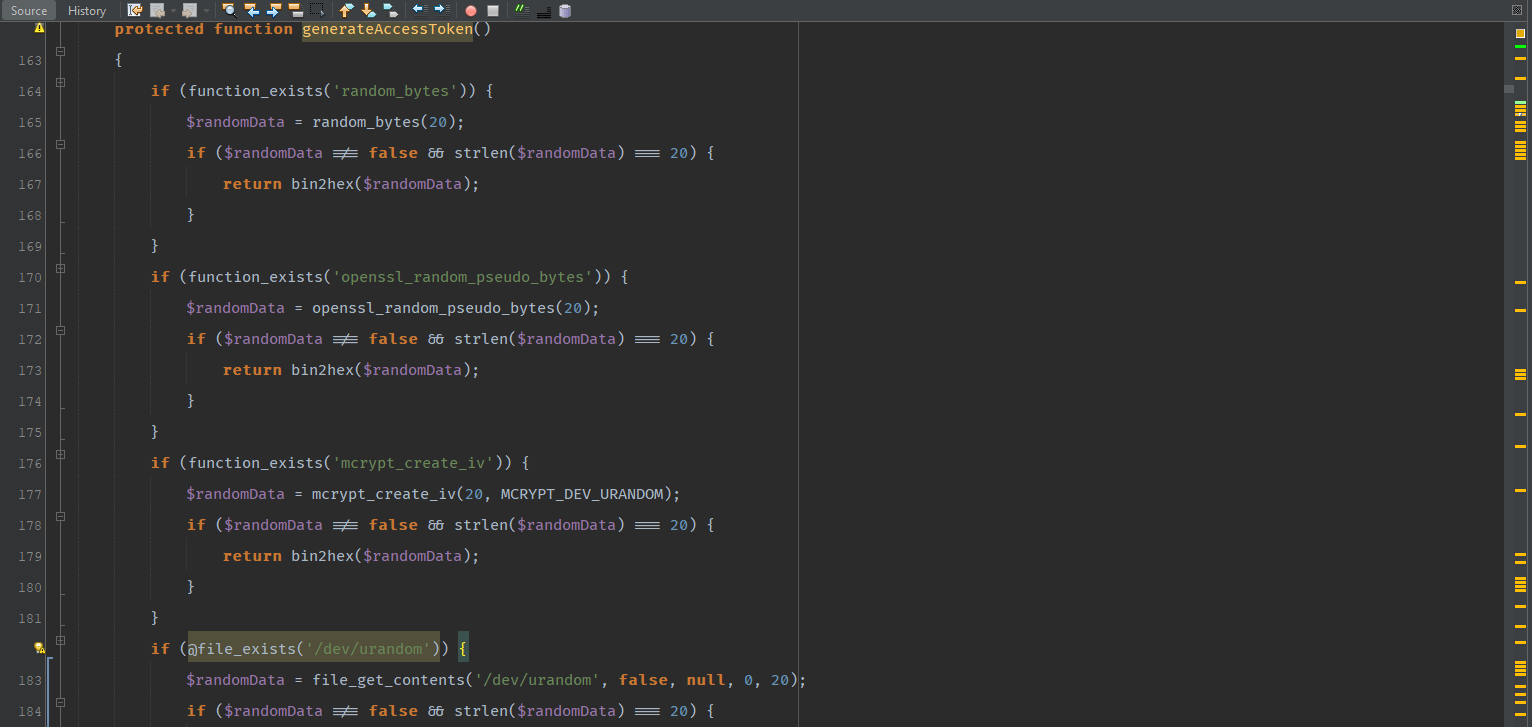 Source History
protected function generateAccessToken()
163 {
164 if (function_exists('random_bytes')) {
165 $randomData = random_bytes(20);
166 if ($randomData !== false && strlen($randomData) === 20) {
167 return bin2hex($randomData);
168 }
169 }
170 if (function_exists('openssl_random_pseudo_bytes')) {
171 $randomData = openssl_random_pseudo_bytes(20);
172 if ($randomData !== false && strlen($randomData) === 20) {
173 return bin2hex($randomData);
174 }
175 }
176 if (function_exists('mcrypt_create_iv')) {
177 $randomData = mcrypt_create_iv(20, MCRYPT_DEV_URANDOM);
178 if ($randomData !== false && strlen($randomData) === 20) {
179 return bin2hex($randomData);
180 }
181 }
if (@file_exists('/dev/urandom')) {
183 $randomData = file_get_contents('/dev/urandom', false, null, 0, 20);
184 if ($randomData !== false && strlen($randomData) === 20) {